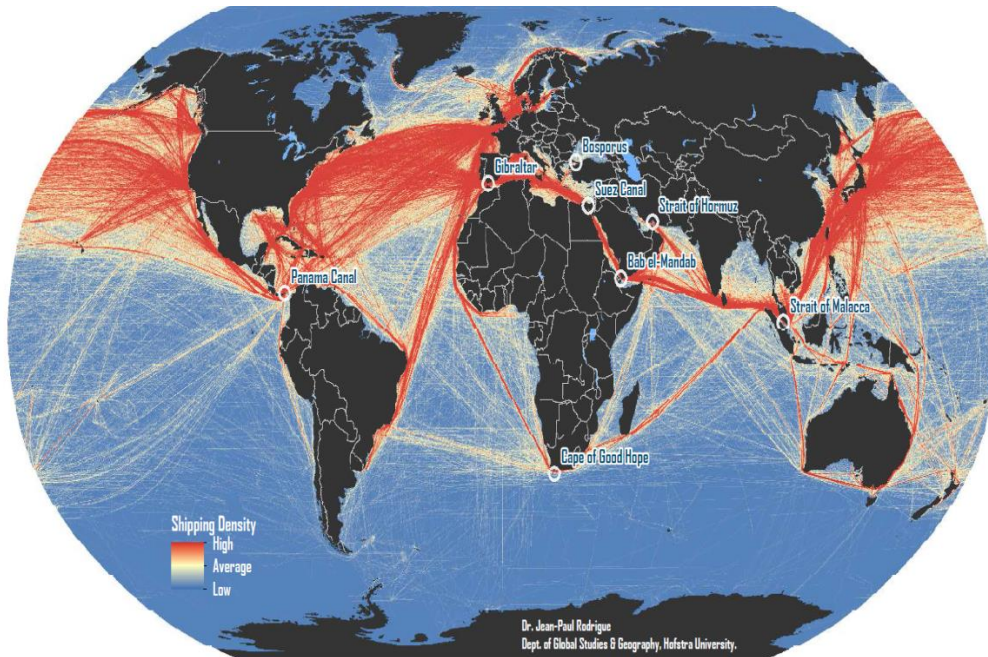 Bosporus
Gibraltar
Suez Canal
Strait of Hormuz
Bab el-Mandab
Panama Canal
Strait of Malacca
Cape of Good Hope
Shipping Density
High
Average
Low
Dr. Jean-Paul Rodrigue
Dept. of Global Studies & Geography, Hofstra University.